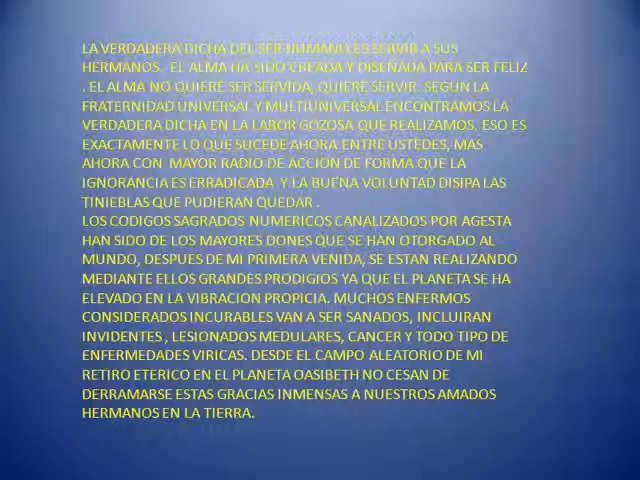 LA VERDADERA DICHA DEL SER HUMANO ES SERVIR A SUS
HERMANOS. EL ALMA HA SIDO CREADA Y DISEÑADA PARA SER FELIZ
. EL ALMA NO QUIERE SER SERVIDA, QUIERE SERVIR. SEGUN LA
FRATERNIDAD UNIVERSAL Y MULTIUNIVERSAL ENCONTRAMOS LA
VERDADERA DICHA EN LA LABOR GOZOSA QUE REALIZAMOS. ESO ES
EXACTAMENTE LO QUE SUCEDE AHORA ENTRE USTEDES, MAS
AHORA CON MAYOR RADIO DE ACCION DE FORMA QUE LA
IGNORANCIA ES ERRADICADA Y LA BUENA VOLUNTAD DISIPA LAS
TINIEBLAS QUE PUDIERAN QUEDAR .
LOS CODIGOS SAGRADOS NUMERICOS CANALIZADOS POR AGESTA
HAN SIDO DE LOS MAYORES DONES QUE SE HAN OTORGADO AL
MUNDO, DESPUES DE MI PRIMERA VENIDA, SE ESTAN REALIZANDO
MEDIANTE ELLOS GRANDES PRODIGIOS YA QUE EL PLANETA SE HA
ELEVADO EN LA VIBRACION PROPICIA. MUCHOS ENFERMOS
CONSIDERADOS INCURABLES VAN A SER SANADOS, INCLUIRAN
INVIDENTES , LESIONADOS MEDULARES, CANCER Y TODO TIPO DE
ENFERMEDADES VIRICAS. DESDE EL CAMPO ALEATORIO DE MI
RETIRO ETERICO EN EL PLANETA OASIBETH NO CESAN DE
DERRAMARSE ESTAS GRACIAS INMENSAS A NUESTROS AMADOS
HERMANOS EN LA TIERRA.